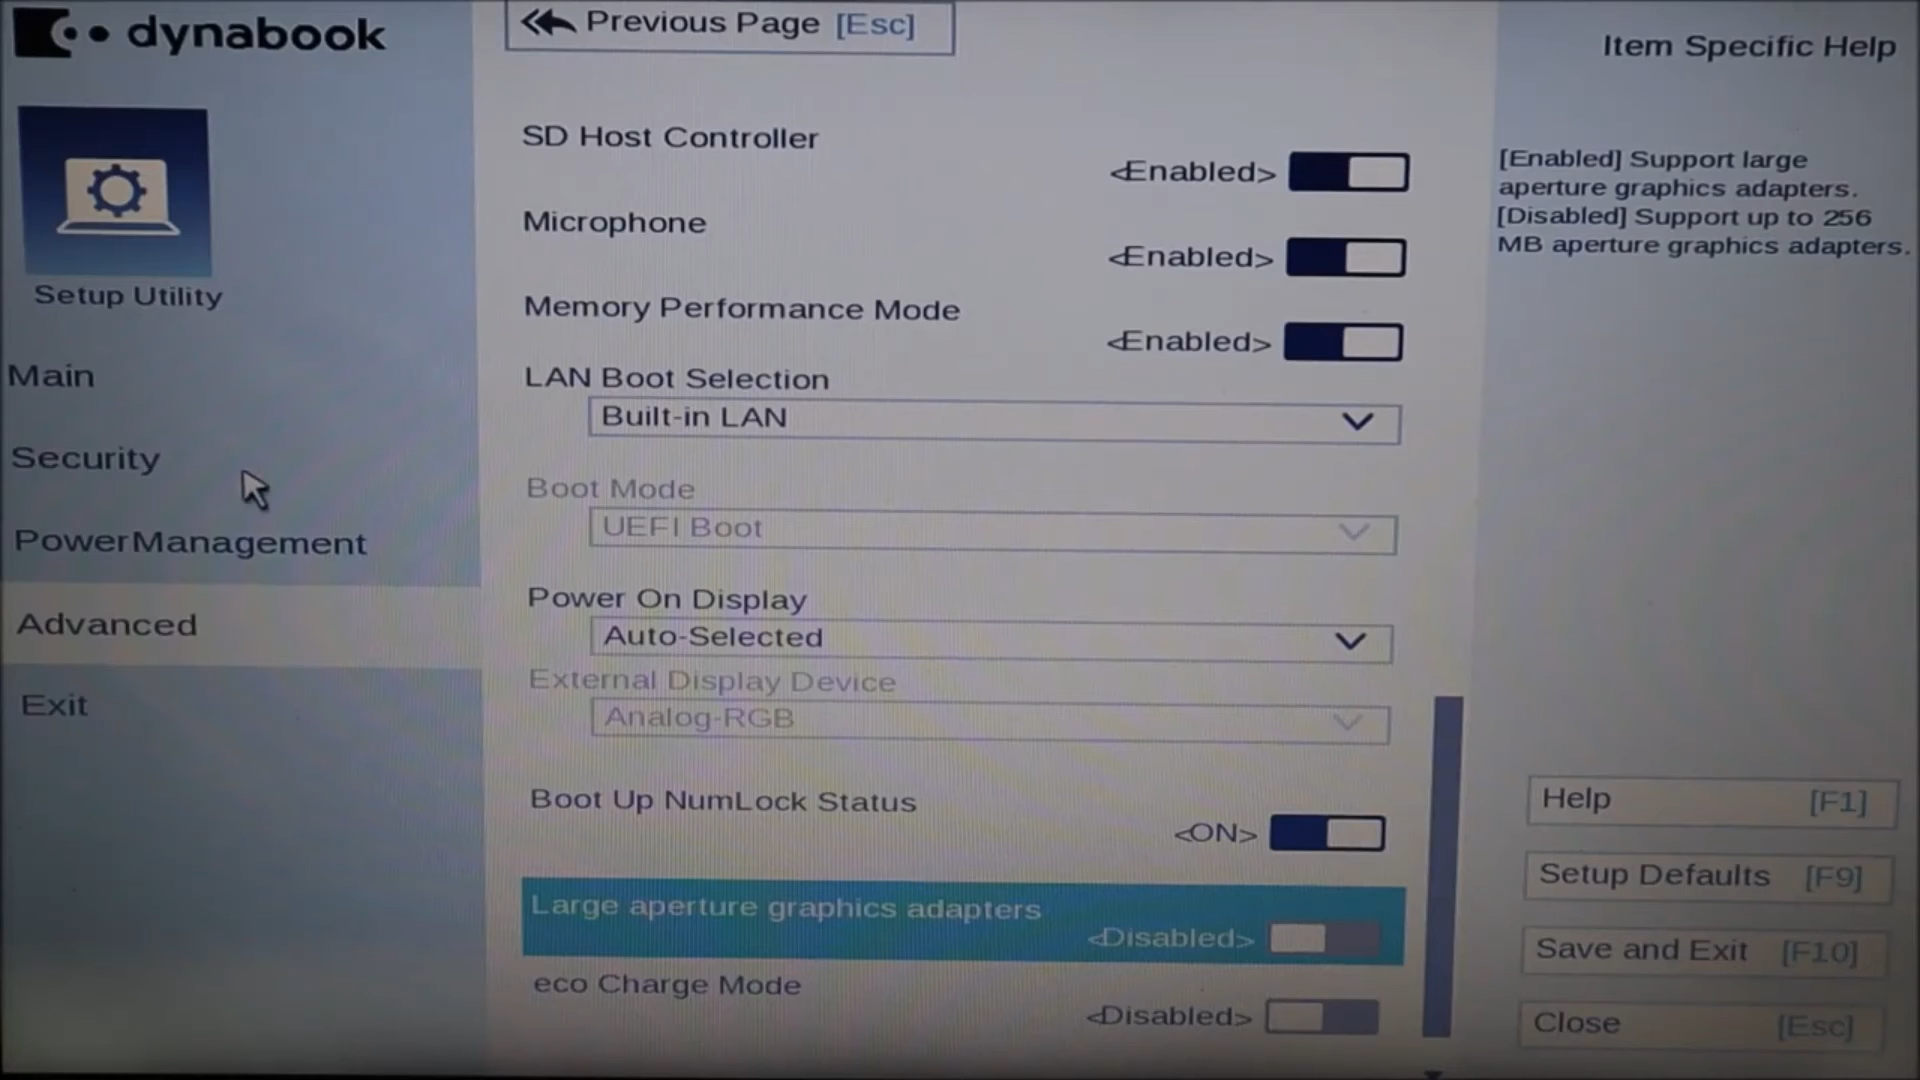 dynabook
Setup Utility
Main
Security
PowerManagement
Advanced
Exit
Previous Page [Esc]
SD Host Controller
<Enabled>
Microphone
<Enabled>
Memory Performance Mode
<Enabled>
LAN Boot Selection
Built-in LAN
Boot Mode
UEFI Boot
Power On Display
Auto-Selected
External Display Device
Analog-RGB
Boot Up NumLock Status
<ON>
Large aperture graphics adapters
<Disabled>
eco Charge Mode
<Disabled>
Item Specific Help
[Enabled] Support large
aperture graphics adapters.
[Disabled] Support up to 256
MB aperture graphics adapters.
Help [F1]
Setup Defaults [F9]
Save and Exit [F10]
Close [Esc]